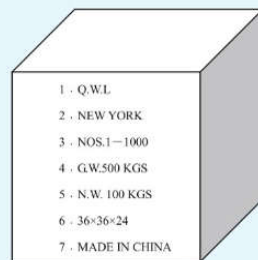 1 . Q.W.L
2 . NEW YORK
3 . NOS.1－1000
4 . G.W.500 KGS
5 . N.W. 100 KGS
6 . 36×36×24
7 . MADE IN CHINA